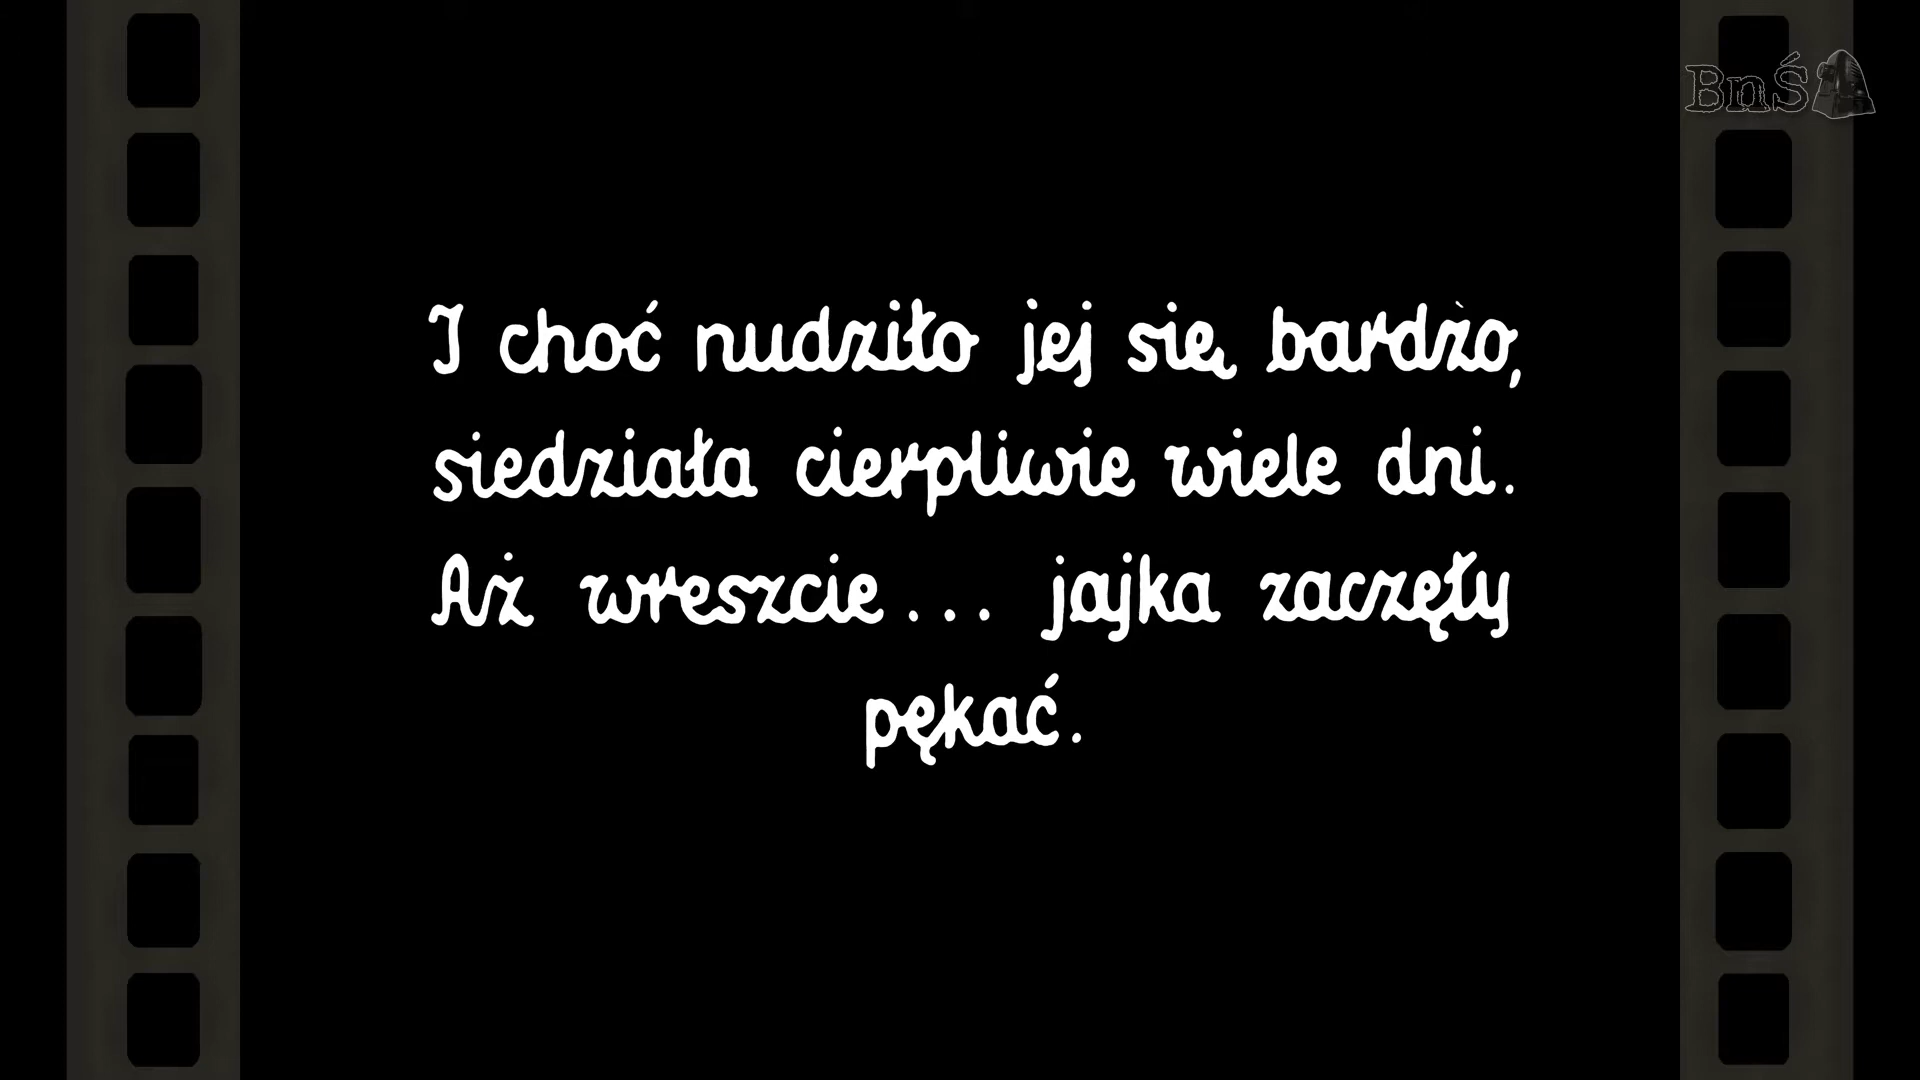 BnŚ
I choć nudziło jej się bardzo,
siedziała cierpliwie wiele dni.
Aż wreszcie... jajka zaczęły
pękać.